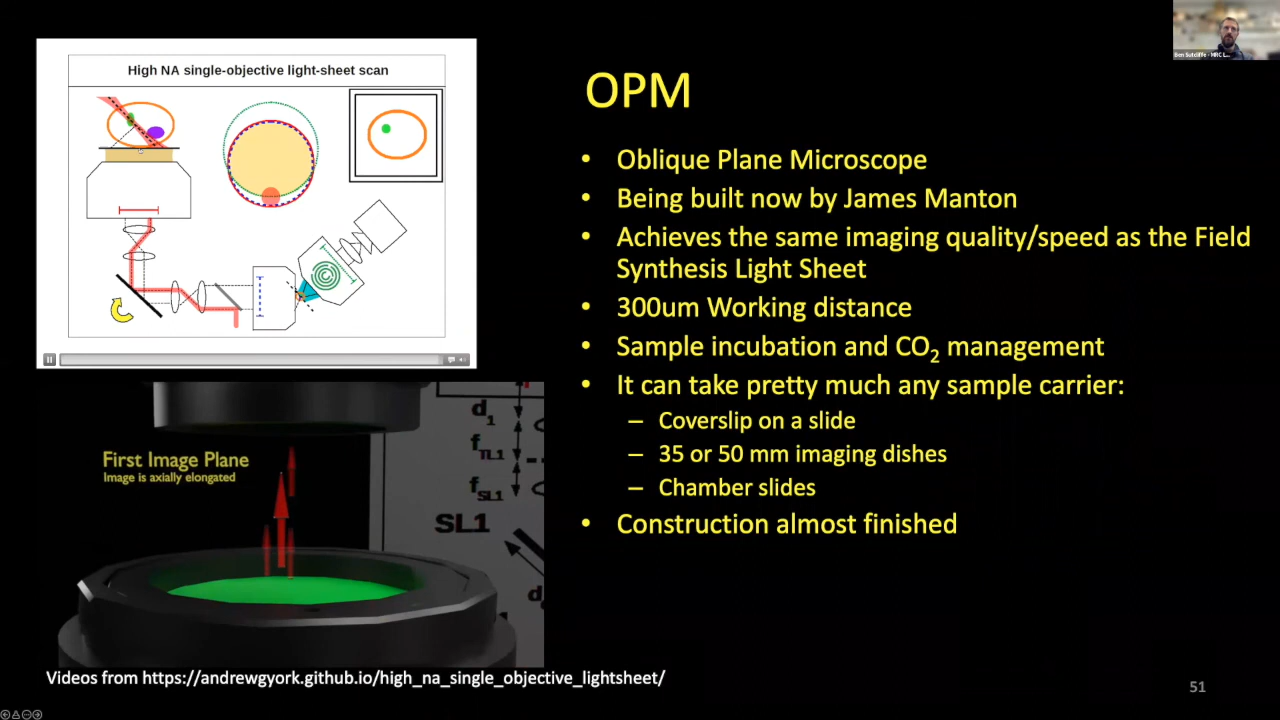 High NA single-objective light-sheet scan
Ben Sutcliffe - MRC L...
OPM
• Oblique Plane Microscope
• Being built now by James Manton
• Achieves the same imaging quality/speed as the Field
Synthesis Light Sheet
• 300um Working distance
• Sample incubation and CO2 management
• It can take pretty much any sample carrier:
– Coverslip on a slide
– 35 or 50 mm imaging dishes
– Chamber slides
• Construction almost finished
First Image Plane
Image is axially elongated
d1
fTL1
fSL1
SL1
d
Videos from https://andrewgyork.github.io/high_na_single_objective_lightsheet/
51